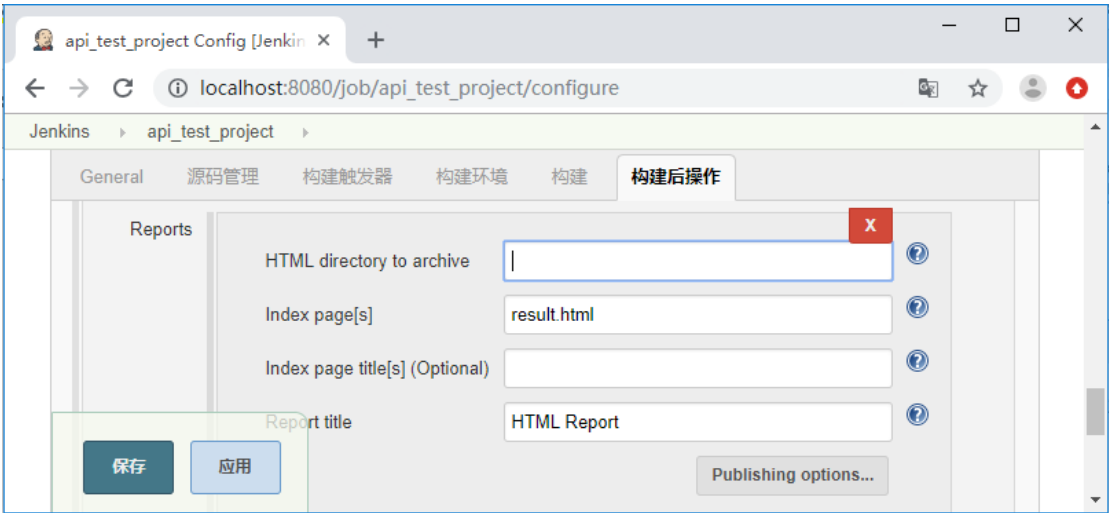 api_test_project Config [Jenkin
localhost:8080/job/api_test_project/configure
Jenkins api_test_project
General 源码管理 构建触发器 构建环境 构建 构建后操作
Reports
X
HTML directory to archive
Index page[s] result.html
Index page title[s] (Optional)
Report title HTML Report
保存 应用
Publishing options...